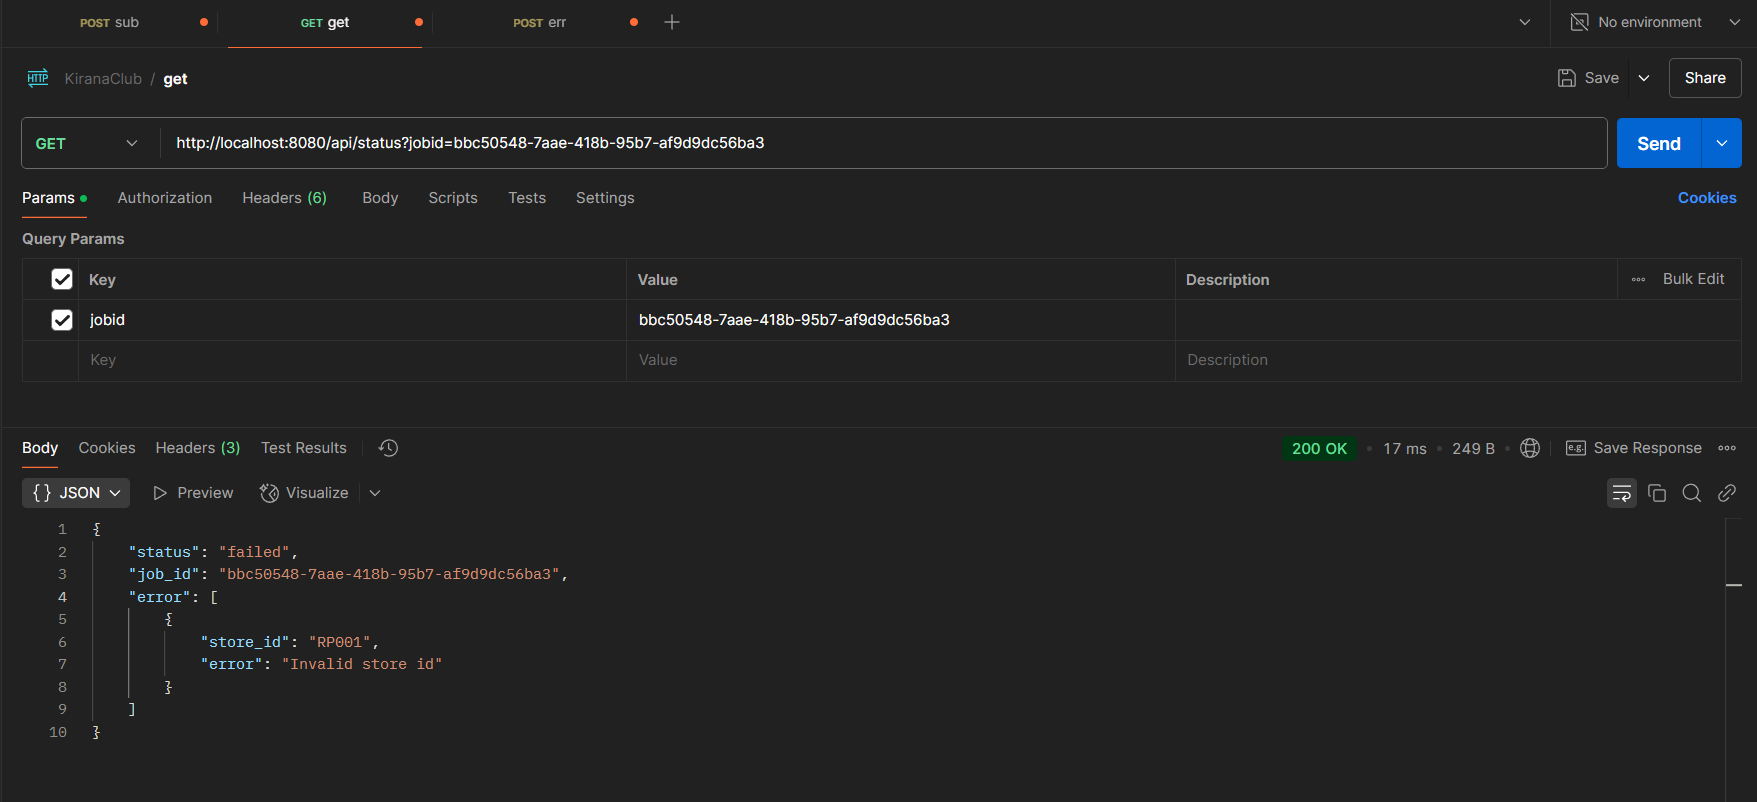 POST sub
GET get
POST err
No environment
HTTP KiranaClub / get
Save
Share
GET http://localhost:8080/api/status?jobid=bbc50548-7aae-418b-95b7-af9d9dc56ba3
Send
Params Authorization Headers (6) Body Scripts Tests Settings
Cookies
Query Params
Key Value Description Bulk Edit
jobid bbc50548-7aae-418b-95b7-af9d9dc56ba3
Key Value Description
Body Cookies Headers (3) Test Results
200 OK • 17 ms • 249 B e.g. Save Response
{} JSON Preview Visualize
1 {
2 "status": "failed",
3 "job_id": "bbc50548-7aae-418b-95b7-af9d9dc56ba3",
4 "error": [
5 {
6 "store_id": "RP001",
7 "error": "Invalid store id"
8 }
9 ]
10 }